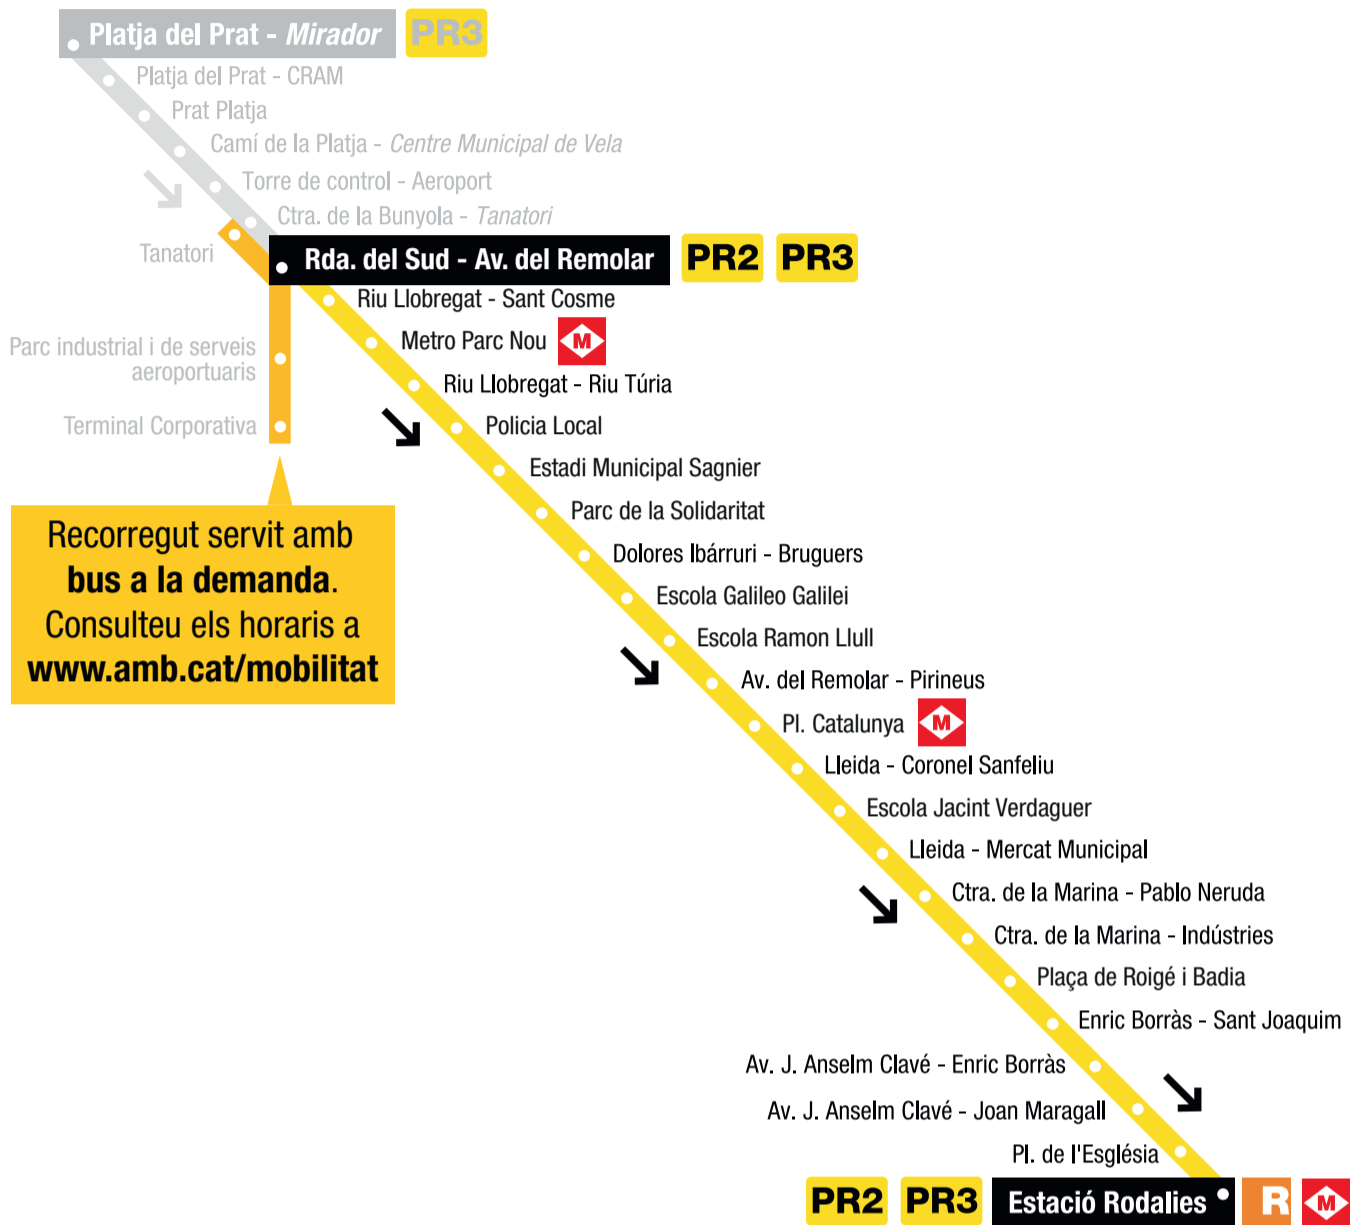 Platja del Prat - Mirador PR3
Platja del Prat - CRAM
Prat Platja
Camí de la Platja - Centre Municipal de Vela
Torre de control - Aeroport
Ctra. de la Bunyola - Tanatori
Tanatori
Rda. del Sud - Av. del Remolar PR2 PR3
Riu Llobregat - Sant Cosme
Metro Parc Nou M
Parc industrial i de serveis
aeroportuaris
Riu Llobregat - Riu Túria
Terminal Corporativa
Policia Local
Estadi Municipal Sagnier
Parc de la Solidaritat
Recorregut servit amb
bus a la demanda.
Consulteu els horaris a
www.amb.cat/mobilitat
Dolores Ibárruri - Bruguers
Escola Galileo Galilei
Escola Ramon Llull
Av. del Remolar - Pirineus
Pl. Catalunya M
Lleida - Coronel Sanfeliu
Escola Jacint Verdaguer
Lleida - Mercat Municipal
Ctra. de la Marina - Pablo Neruda
Ctra. de la Marina - Indústries
Plaça de Roigé i Badia
Enric Borràs - Sant Joaquim
Av. J. Anselm Clavé - Enric Borràs
Av. J. Anselm Clavé - Joan Maragall
Pl. de l'Església
PR2 PR3 Estació Rodalies R M